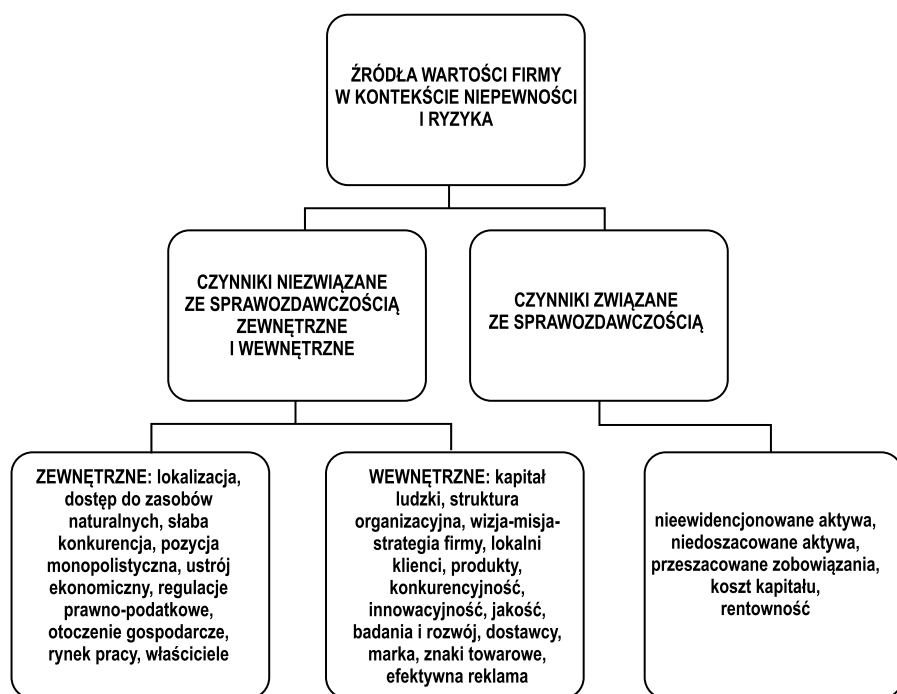 ŹRÓDŁA WARTOŚCI FIRMY
W KONTEKŚCIE NIEPEWNOŚCI
I RYZYKA
CZYNNIKI NIEZWIĄZANE
ZE SPRAWOZDAWCZOŚCIĄ
ZEWNĘTRZNE
I WEWNĘTRZNE
CZYNNIKI ZWIĄZANE
ZE SPRAWOZDAWCZOŚCIĄ
ZEWNĘTRZNE: lokalizacja,
dostęp do zasobów
naturalnych, słaba
konkurencja, pozycja
monopolistyczna, ustrój
ekonomiczny, regulacje
prawno-podatkowe,
otoczenie gospodarcze,
rynek pracy, właściciele
WEWNĘTRZNE: kapitał
ludzki, struktura
organizacyjna, wizja-misja-
strategia firmy, lokalni
klienci, produkty,
konkurencyjność,
innowacyjność, jakość,
badania i rozwój, dostawcy,
marka, znaki towarowe,
efektywna reklama
nieewidencjonowane aktywa,
niedoszacowane aktywa,
przeszacowane zobowiązania,
koszt kapitału,
rentowność